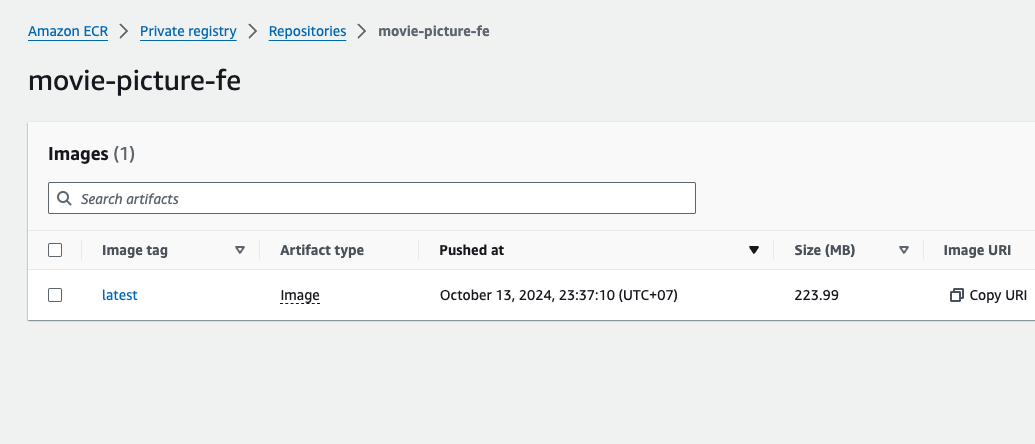 Amazon ECR > Private registry > Repositories > movie-picture-fe
movie-picture-fe
Images (1)
Search artifacts
Image tag Artifact type Pushed at Size (MB) Image URI
latest Image October 13, 2024, 23:37:10 (UTC+07) 223.99 Copy URI